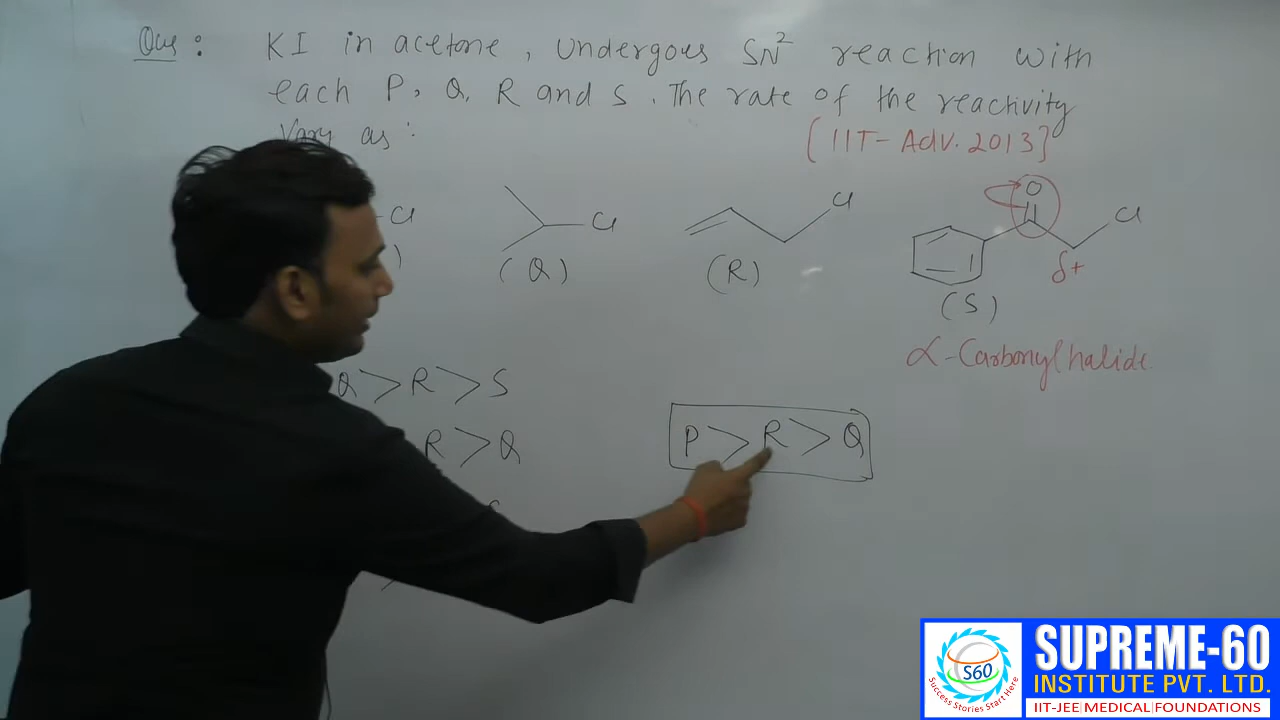 Ques : KI in acetone, undergous SN2 reaction with
each P, Q, R and S. The rate of the reactivity
Vary as :
[IIT-Adv. 2013]
Cl
Cl
Cl
O
Cl
)
(Q)
(R)
(S)
δ+
α-Carbonyl halide
Q > R > S
R > Q
S
P > R > Q
S60
Success Stories Start Here
SUPREME-60
INSTITUTE PVT. LTD.
IIT-JEE MEDICAL FOUNDATIONS